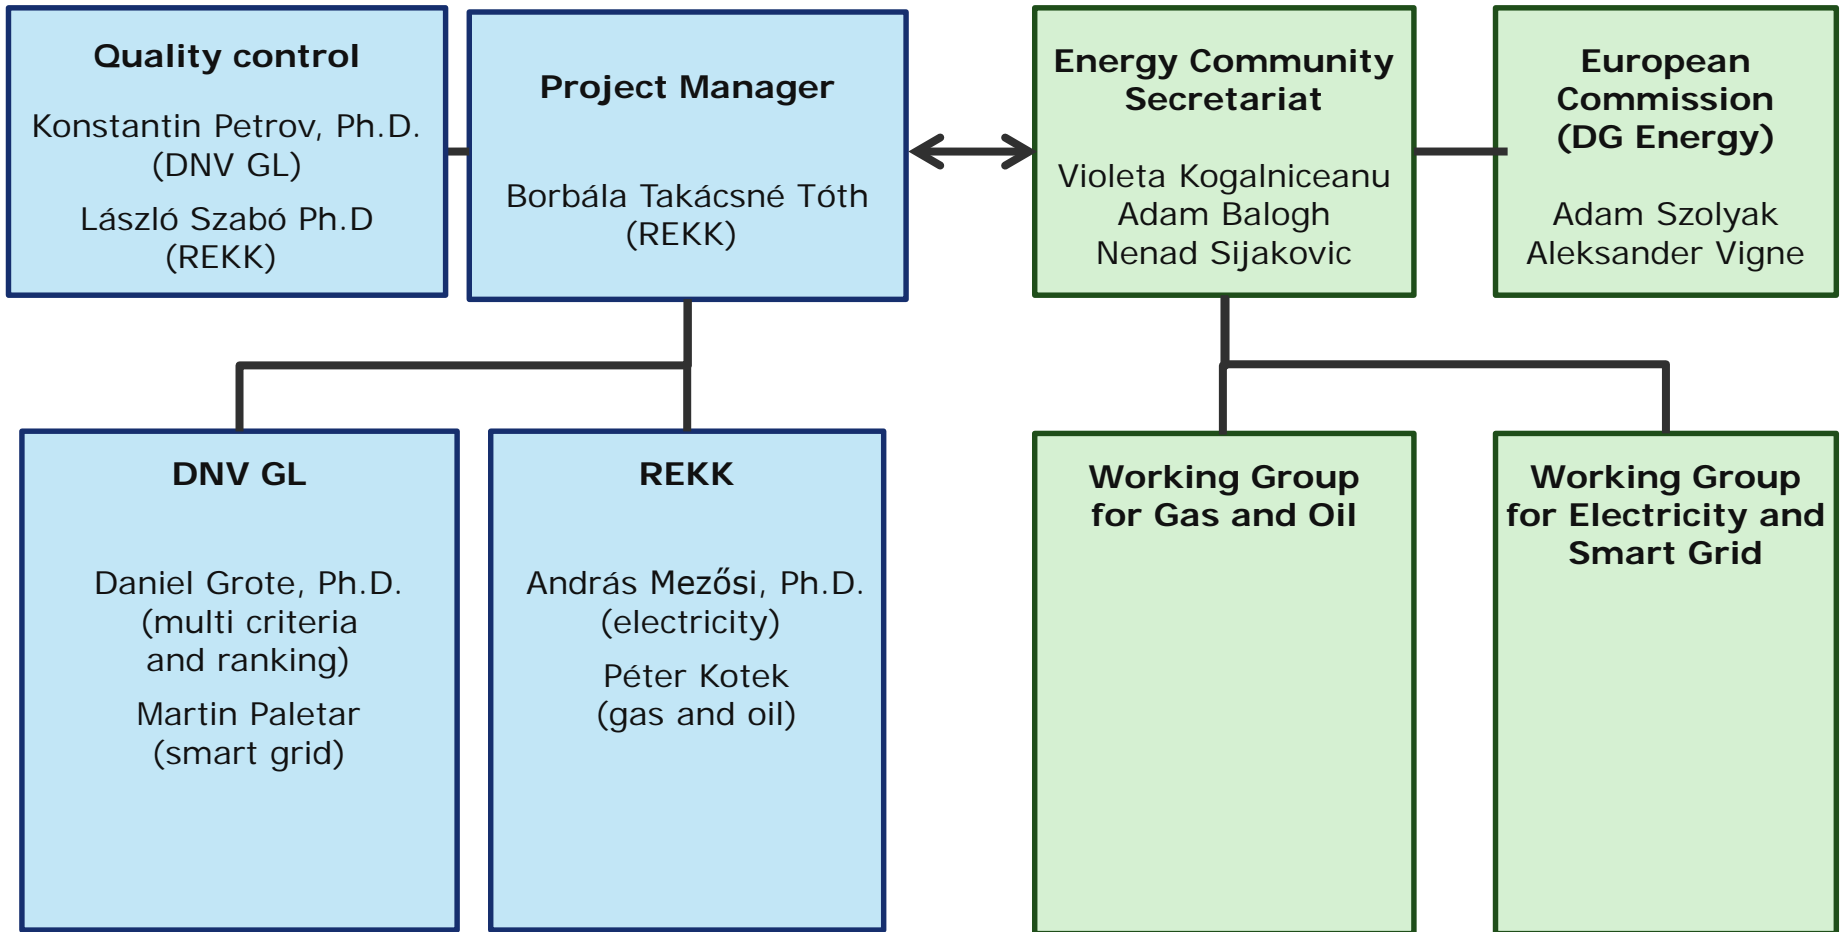 Quality control
Konstantin Petrov, Ph.D.
(DNV GL)
László Szabó Ph.D
(REKK)
Project Manager
Borbála Takácsné Tóth
(REKK)
Energy Community
Secretariat
Violeta Kogalniceanu
Adam Balogh
Nenad Sijakovic
European
Commission
(DG Energy)
Adam Szolyak
Aleksander Vigne
DNV GL
Daniel Grote, Ph.D.
(multi criteria
and ranking)
Martin Paletar
(smart grid)
REKK
András Mezősi, Ph.D.
(electricity)
Péter Kotek
(gas and oil)
Working Group
for Gas and Oil
Working Group
for Electricity and
Smart Grid